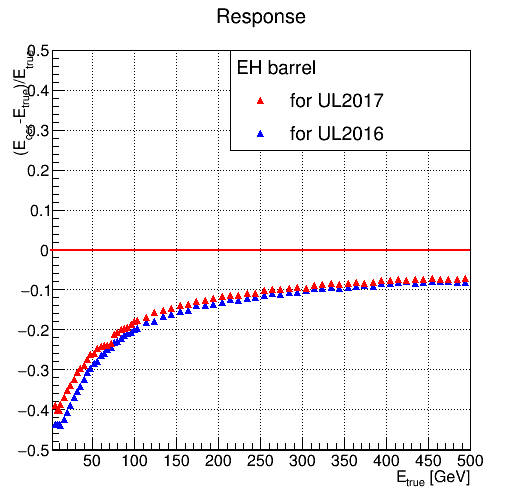 Response
(E_cor-E_true)/E_true
0.5
0.4
0.3
0.2
0.1
0
−0.1
−0.2
−0.3
−0.4
−0.5
EH barrel
for UL2017
for UL2016
50 100 150 200 250 300 350 400 450 500
E_true [GeV]